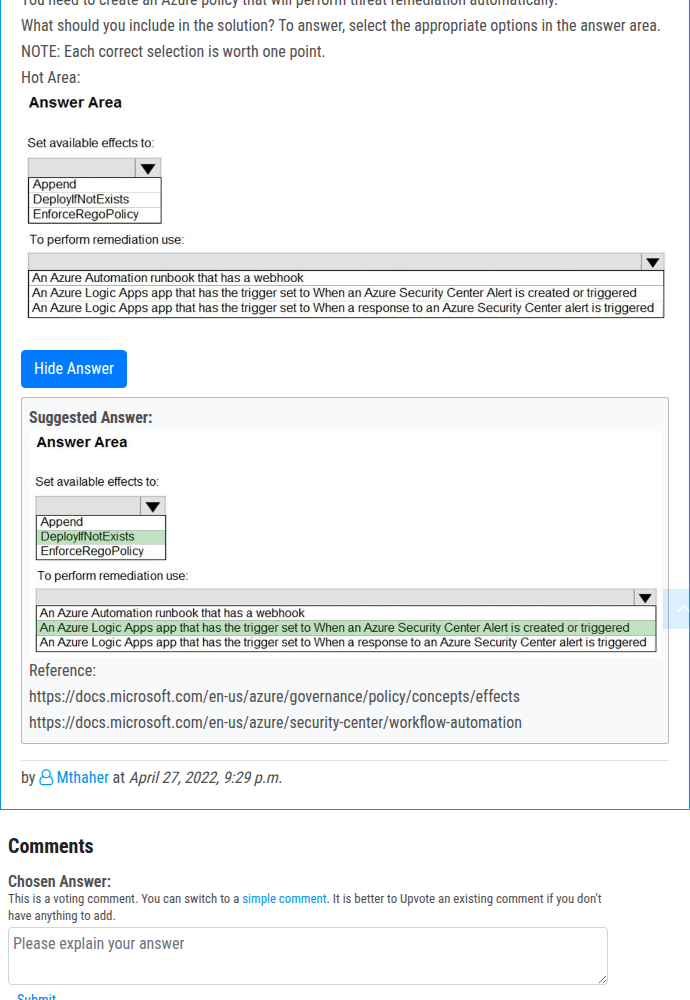 You need to create an Azure policy that will perform threat remediation automatically.
What should you include in the solution? To answer, select the appropriate options in the answer area.
NOTE: Each correct selection is worth one point.
Hot Area:
Answer Area
Set available effects to:
Append
DeployIfNotExists
EnforceRegoPolicy
To perform remediation use:
An Azure Automation runbook that has a webhook
An Azure Logic Apps app that has the trigger set to When an Azure Security Center Alert is created or triggered
An Azure Logic Apps app that has the trigger set to When a response to an Azure Security Center alert is triggered
Hide Answer
Suggested Answer:
Answer Area
Set available effects to:
Append
DeployIfNotExists
EnforceRegoPolicy
To perform remediation use:
An Azure Automation runbook that has a webhook
An Azure Logic Apps app that has the trigger set to When an Azure Security Center Alert is created or triggered
An Azure Logic Apps app that has the trigger set to When a response to an Azure Security Center alert is triggered
Reference:
https://docs.microsoft.com/en-us/azure/governance/policy/concepts/effects
https://docs.microsoft.com/en-us/azure/security-center/workflow-automation
by Mthaher at April 27, 2022, 9:29 p.m.
Comments
Chosen Answer:
This is a voting comment. You can switch to a simple comment. It is better to Upvote an existing comment if you don't
have anything to add.
Please explain your answer
Submit